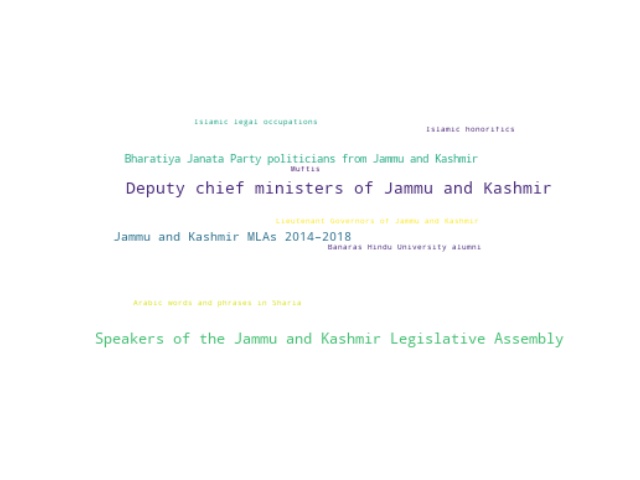 Islamic legal occupations
Islamic honorifics
Bharatiya Janata Party politicians from Jammu and Kashmir
Muftis
Deputy chief ministers of Jammu and Kashmir
Lieutenant Governors of Jammu and Kashmir
Jammu and Kashmir MLAs 2014–2018
Banaras Hindu University alumni
Arabic words and phrases in Sharia
Speakers of the Jammu and Kashmir Legislative Assembly